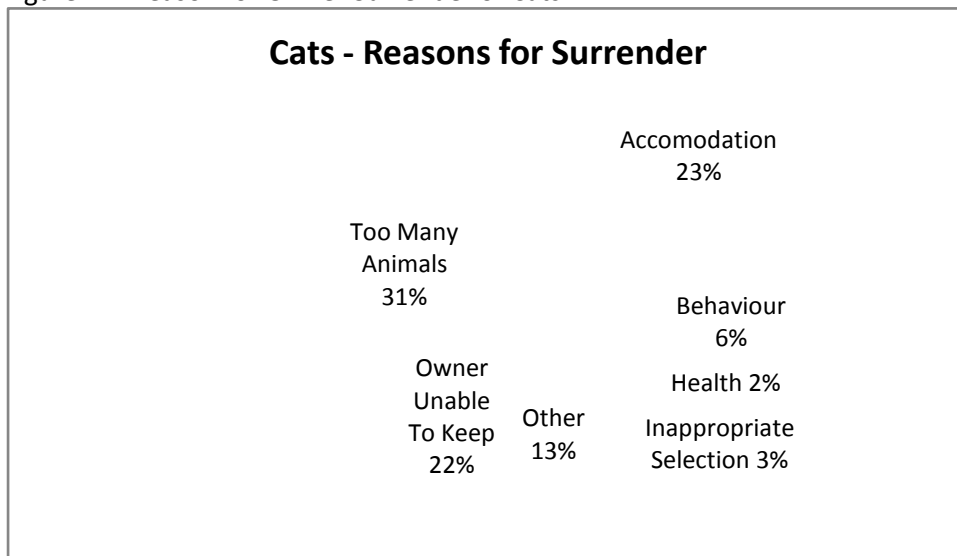 Cats - Reasons for Surrender
Accomodation
23%
Too Many
Animals
31%
Behaviour
6%
Health 2%
Inappropriate
Selection 3%
Other
13%
Owner
Unable
To Keep
22%